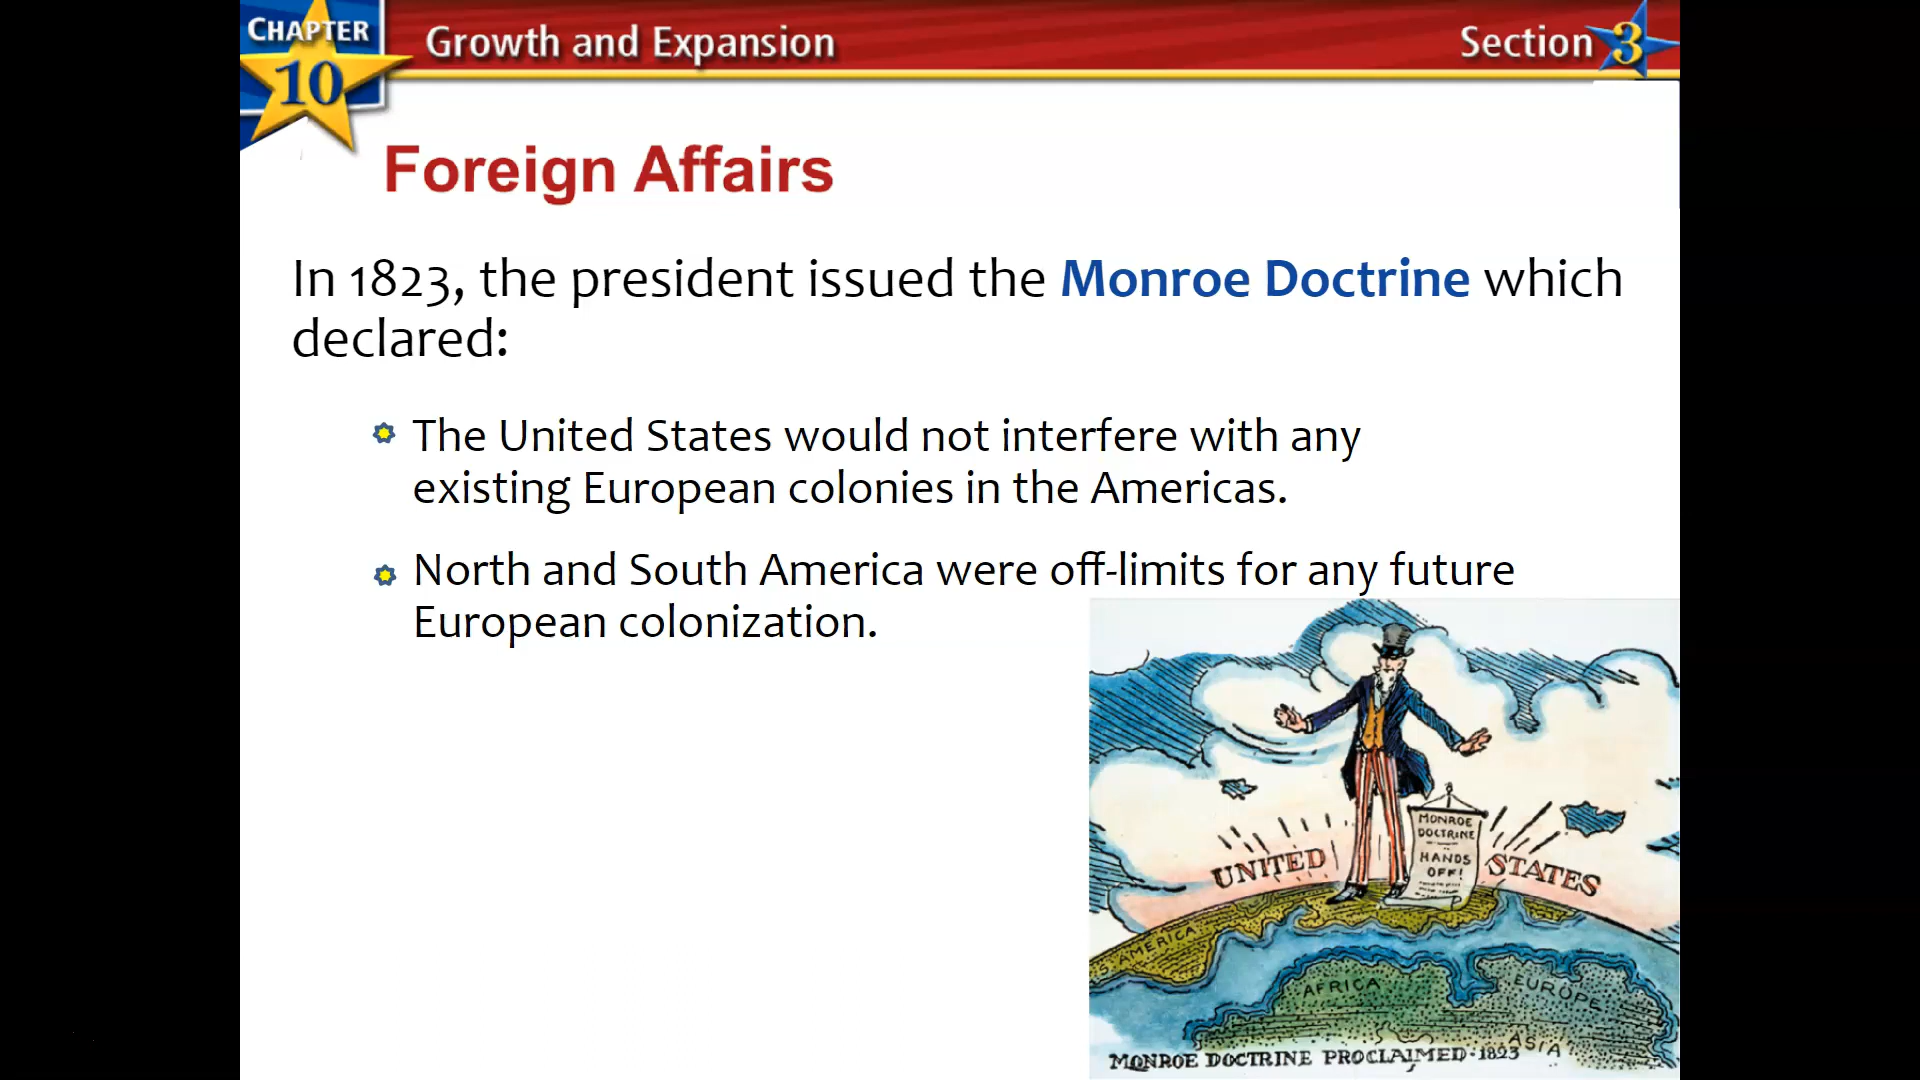 CHAPTER
10
Growth and Expansion
Section 3
Foreign Affairs
In 1823, the president issued the Monroe Doctrine which
declared:
The United States would not interfere with any
existing European colonies in the Americas.
North and South America were off-limits for any future
European colonization.
MONROE
DOCTRINE
HANDS
OFF!
UNITED STATES
S. AMERICA
AFRICA
EUROPE
ASIA
MONROE DOCTRINE PROCLAIMED · 1823